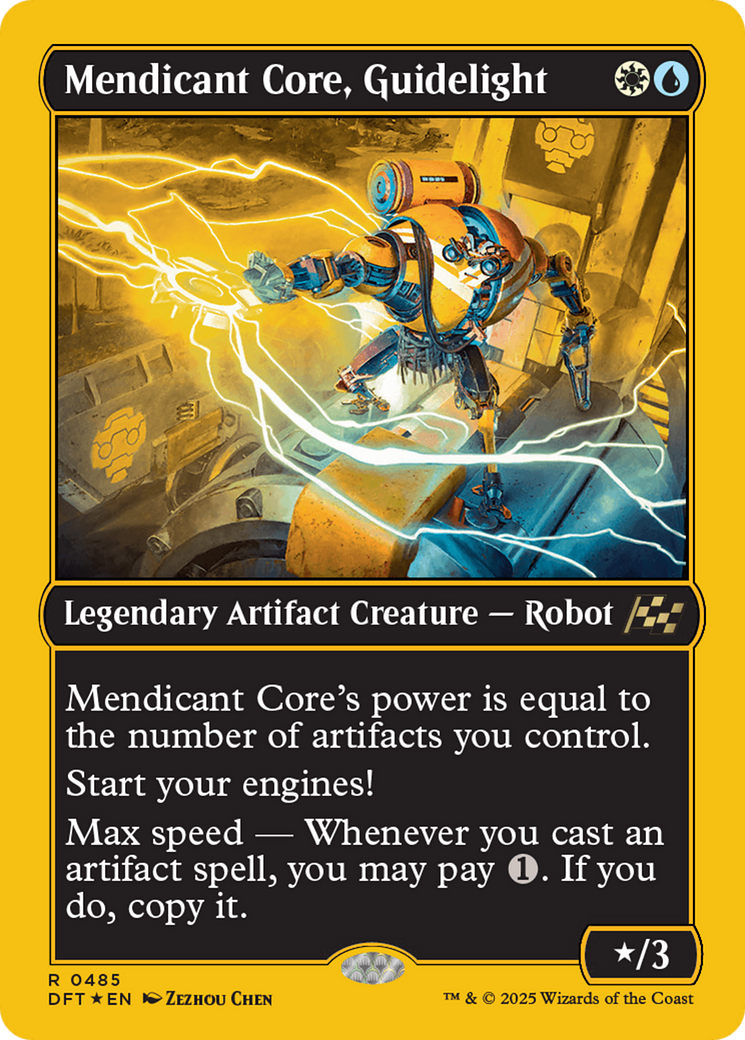 Mendicant Core, Guidelight
Legendary Artifact Creature — Robot
Mendicant Core's power is equal to
the number of artifacts you control.
Start your engines!
Max speed — Whenever you cast an
artifact spell, you may pay 1. If you
do, copy it.
★/3
R 0485
DFT★EN Zezhou Chen
™ & © 2025 Wizards of the Coast